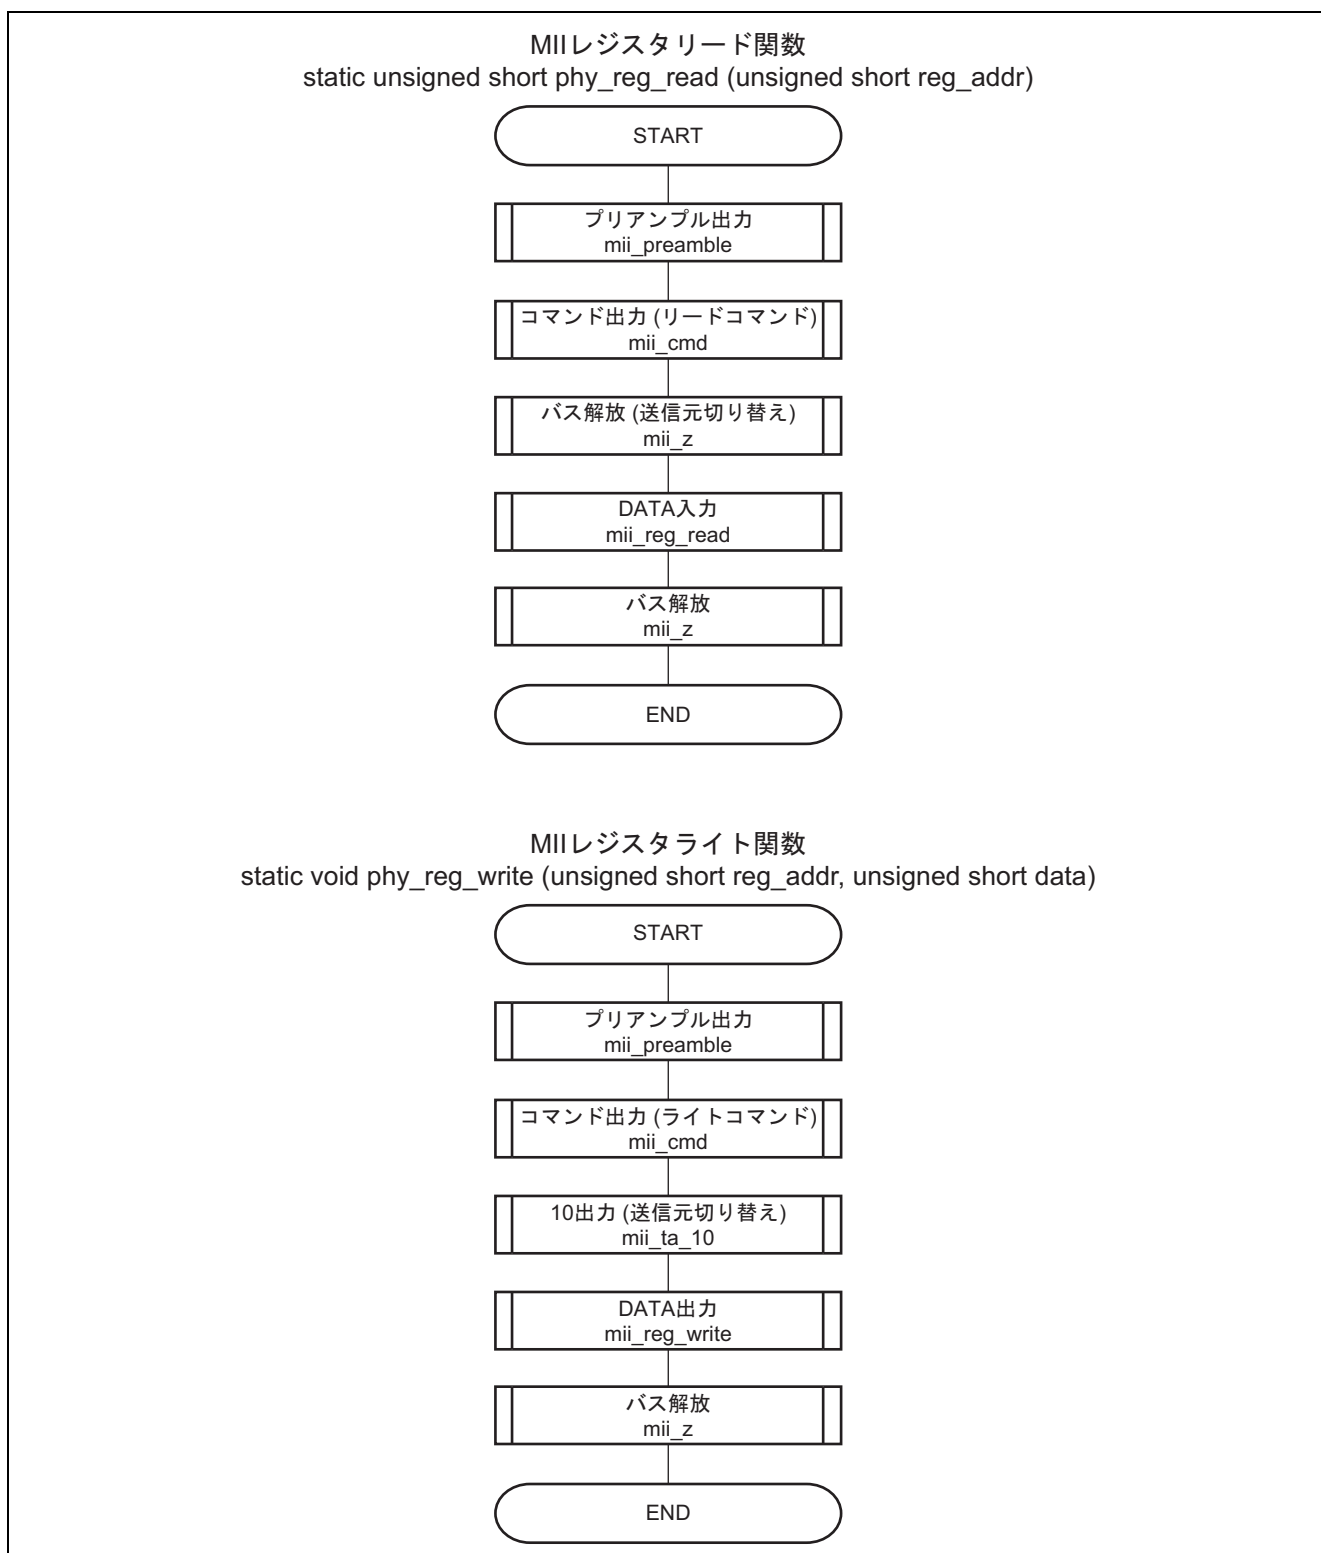 MIIレジスタリード関数
static unsigned short phy_reg_read (unsigned short reg_addr)
START
プリアンプル出力
mii_preamble
コマンド出力 (リードコマンド)
mii_cmd
バス解放 (送信元切り替え)
mii_z
DATA入力
mii_reg_read
バス解放
mii_z
END
MIIレジスタライト関数
static void phy_reg_write (unsigned short reg_addr, unsigned short data)
START
プリアンプル出力
mii_preamble
コマンド出力 (ライトコマンド)
mii_cmd
10出力 (送信元切り替え)
mii_ta_10
DATA出力
mii_reg_write
バス解放
mii_z
END